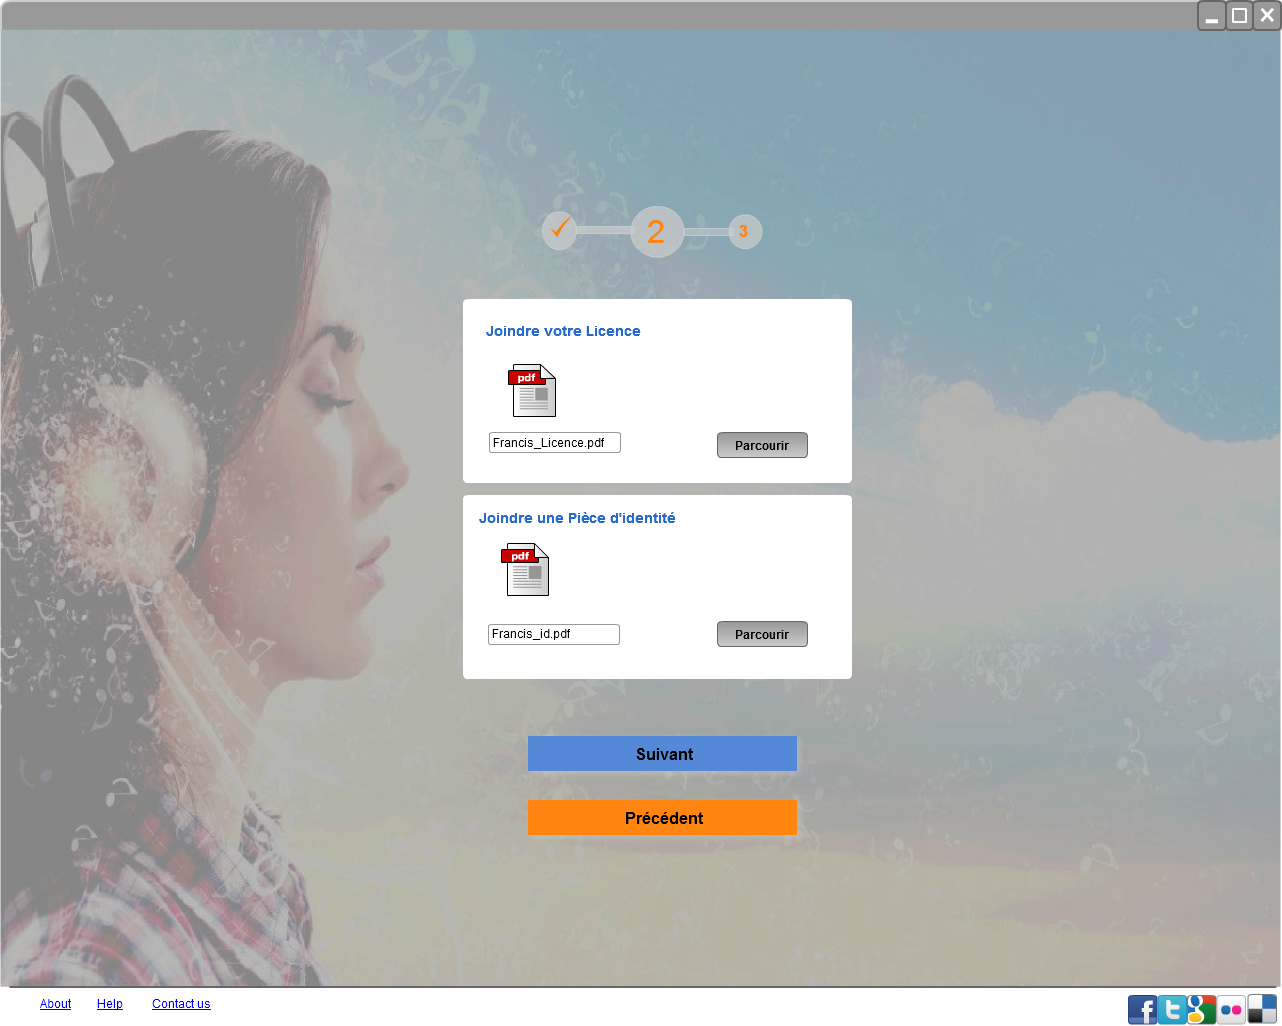 2
3
Joindre votre Licence
pdf
Francis_Licence.pdf
Parcourir
Joindre une Pièce d'identité
pdf
Francis_id.pdf
Parcourir
Suivant
Précédent
About Help Contact us